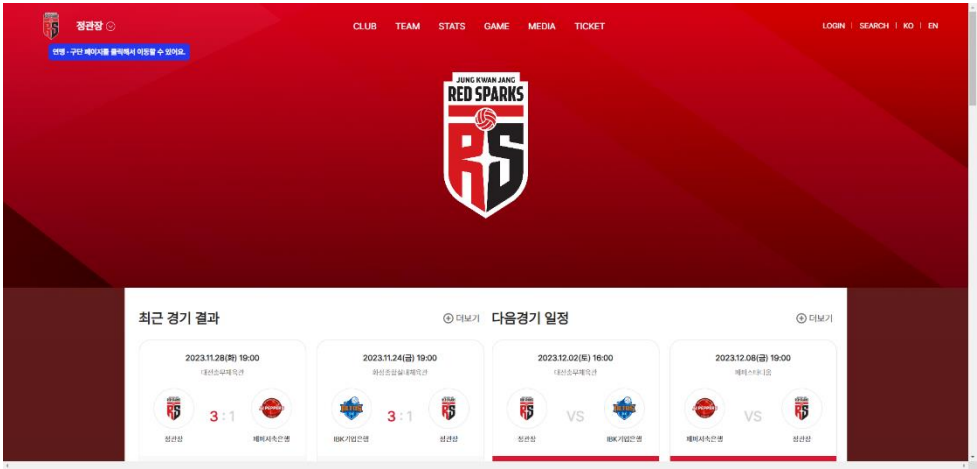 정관장
CLUB TEAM STATS GAME MEDIA TICKET
LOGIN | SEARCH | KO | EN
연맹 · 구단 페이지를 클릭해서 이동할 수 있어요.
JUNG KWAN JANG
RED SPARKS
RS
최근 경기 결과
더보기
다음경기 일정
더보기
2023.11.28(화) 19:00
대전충무체육관
3 : 1
정관장
페퍼저축은행
2023.11.24(금) 19:00
화성종합실내체육관
3 : 1
IBK기업은행
정관장
2023.12.02(토) 16:00
대전충무체육관
VS
정관장
IBK기업은행
2023.12.08(금) 19:00
페퍼스타디움
VS
페퍼저축은행
정관장